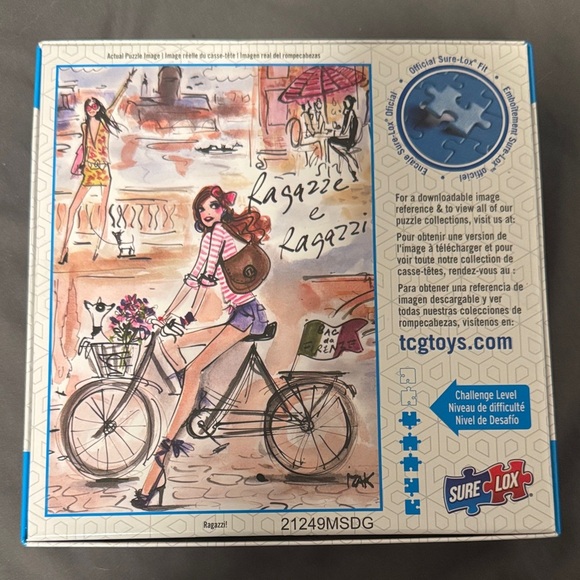 Actual Puzzle Image | Image réelle du casse-tête | Imagen real del rompecabezas
Ragazze
e
Ragazzi
BACI
da
FIRENZE
IZAK
Ragazzi!
21249MSDG
Official Sure-Lox® Fit
Emboîtement Sure-Lox™ officiel
Encaje Sure-Lox® Oficial
For a downloadable image
reference & to view all of our
puzzle collections, visit us at:
Pour obtenir une version de
l'image à télécharger et pour
voir toute notre collection de
casse-têtes, rendez-vous au :
Para obtener una referencia de
imagen descargable y ver
todas nuestras colecciones de
rompecabezas, visítenos en:
tcgtoys.com
Challenge Level
Niveau de difficulté
Nivel de Desafío
SURE LOX